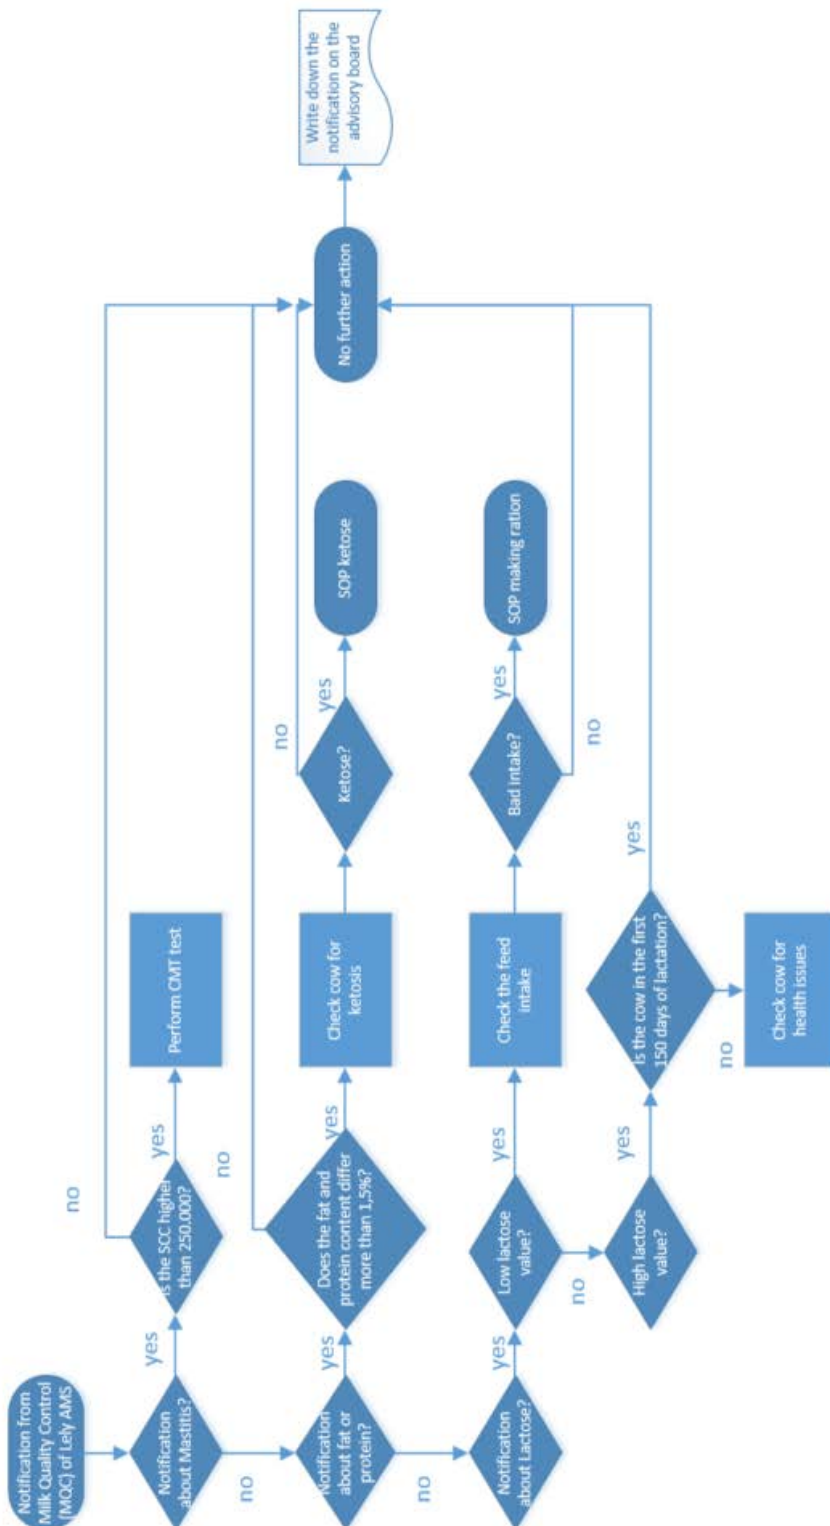 Notification from
Milk Quality Control
(MQC) of Lely AMS
Notification
about Mastitis?
yes
Is the SCC higher
than 250.000?
yes
Perform CMT test
no
no
Notification
about fat or
protein?
yes
Does the fat and
protein content differ
more than 1,5%?
yes
Check cow for
ketosis
Ketose?
yes
SOP ketose
no
no
No further action
Write down the
notification on the
advisory board
no
Notification
about Lactose?
yes
Low lactose
value?
yes
Check the feed
intake
Bad intake?
yes
SOP making ration
no
no
High lactose
value?
yes
Is the cow in the first
150 days of lactation?
yes
no
Check cow for
health issues